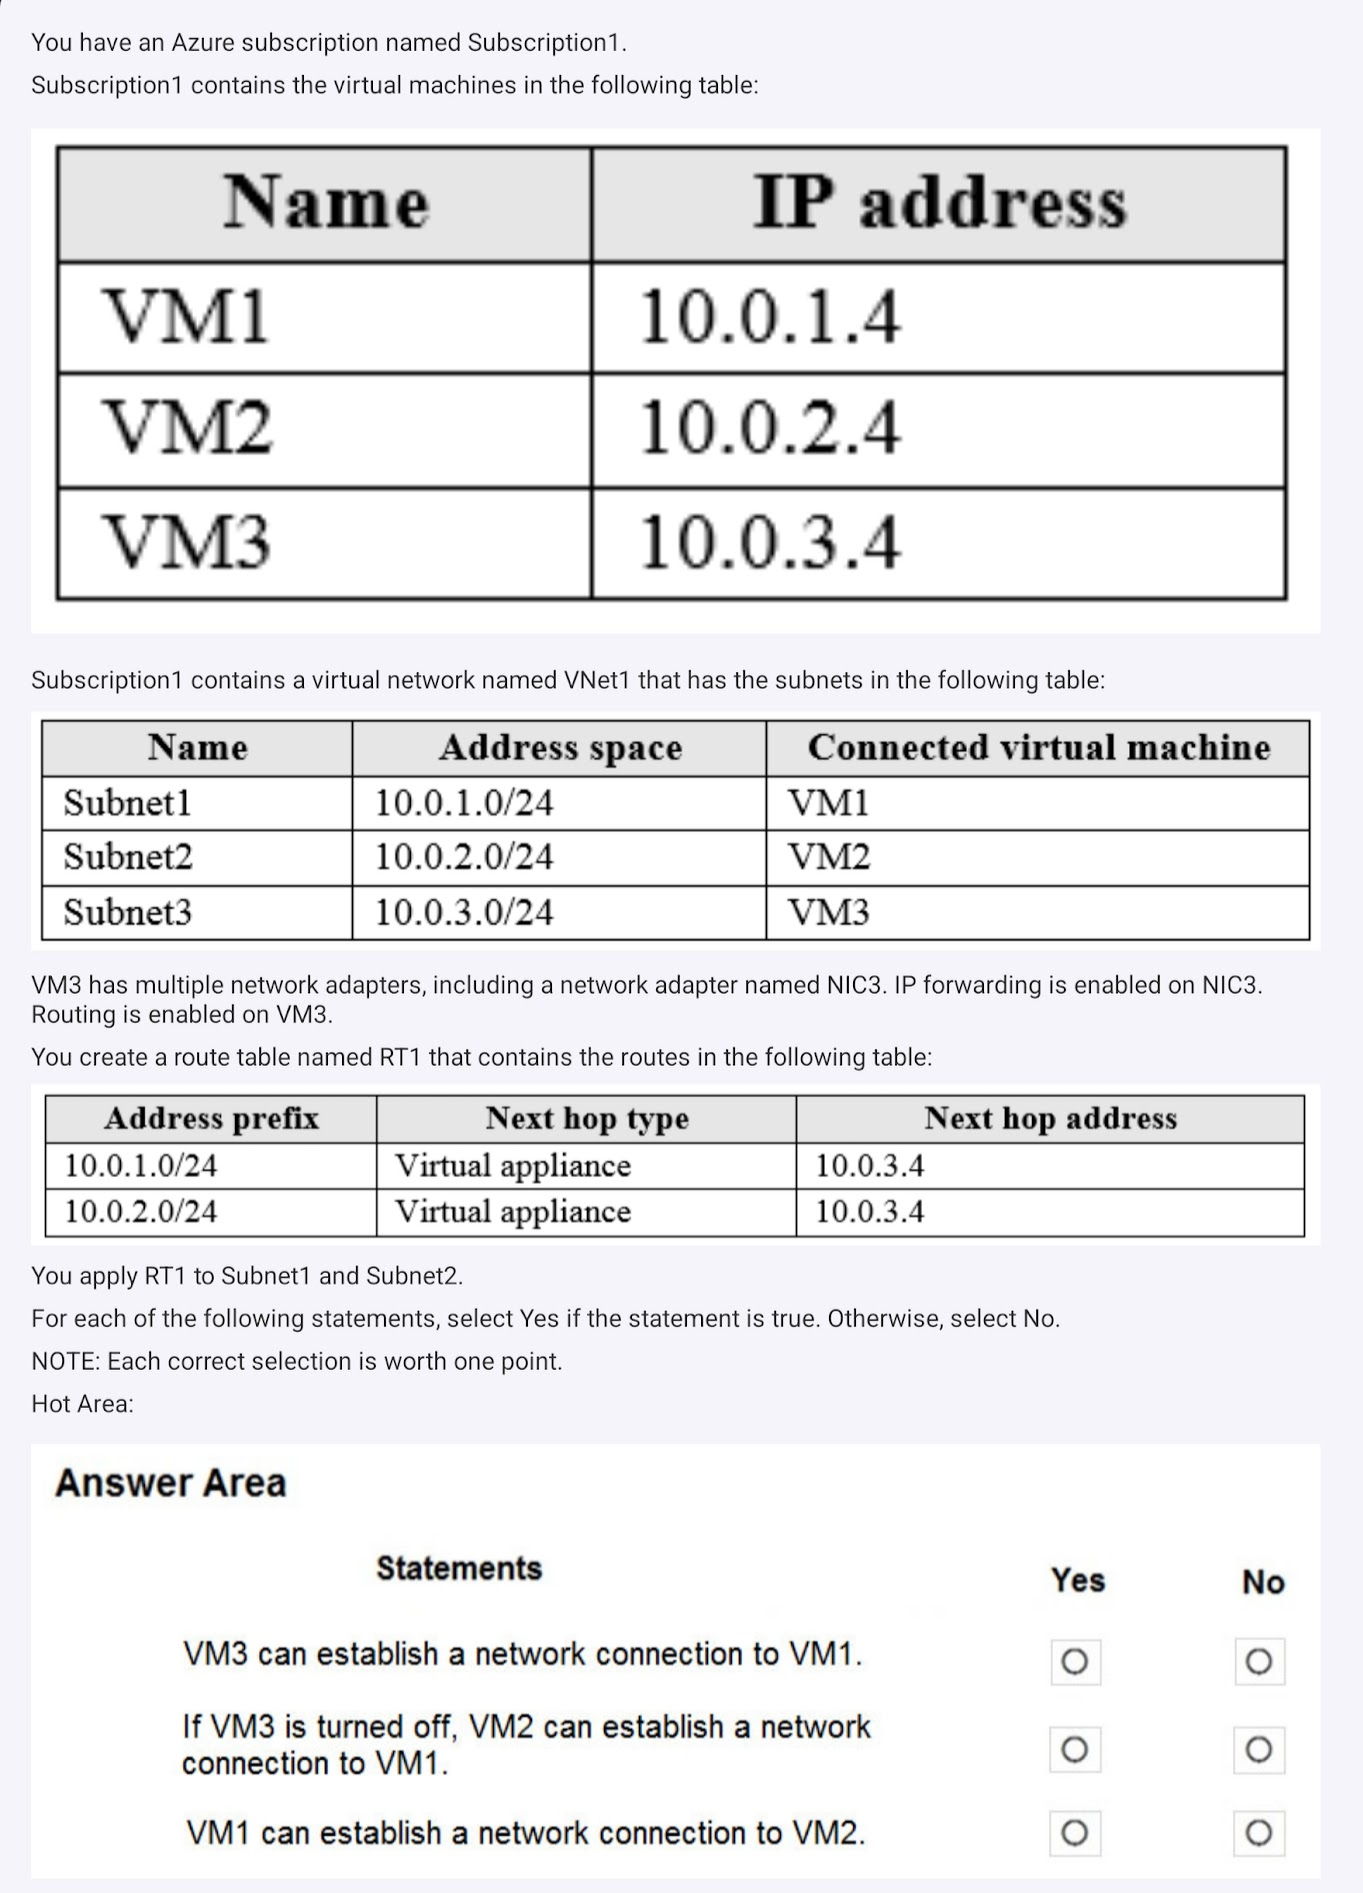 You have an Azure subscription named Subscription1.
Subscription1 contains the virtual machines in the following table:
Name IP address
VM1 10.0.1.4
VM2 10.0.2.4
VM3 10.0.3.4
Subscription1 contains a virtual network named VNet1 that has the subnets in the following table:
Name Address space Connected virtual machine
Subnet1 10.0.1.0/24 VM1
Subnet2 10.0.2.0/24 VM2
Subnet3 10.0.3.0/24 VM3
VM3 has multiple network adapters, including a network adapter named NIC3. IP forwarding is enabled on NIC3.
Routing is enabled on VM3.
You create a route table named RT1 that contains the routes in the following table:
Address prefix Next hop type Next hop address
10.0.1.0/24 Virtual appliance 10.0.3.4
10.0.2.0/24 Virtual appliance 10.0.3.4
You apply RT1 to Subnet1 and Subnet2.
For each of the following statements, select Yes if the statement is true. Otherwise, select No.
NOTE: Each correct selection is worth one point.
Hot Area:
Answer Area
Statements Yes No
VM3 can establish a network connection to VM1.
If VM3 is turned off, VM2 can establish a network
connection to VM1.
VM1 can establish a network connection to VM2.